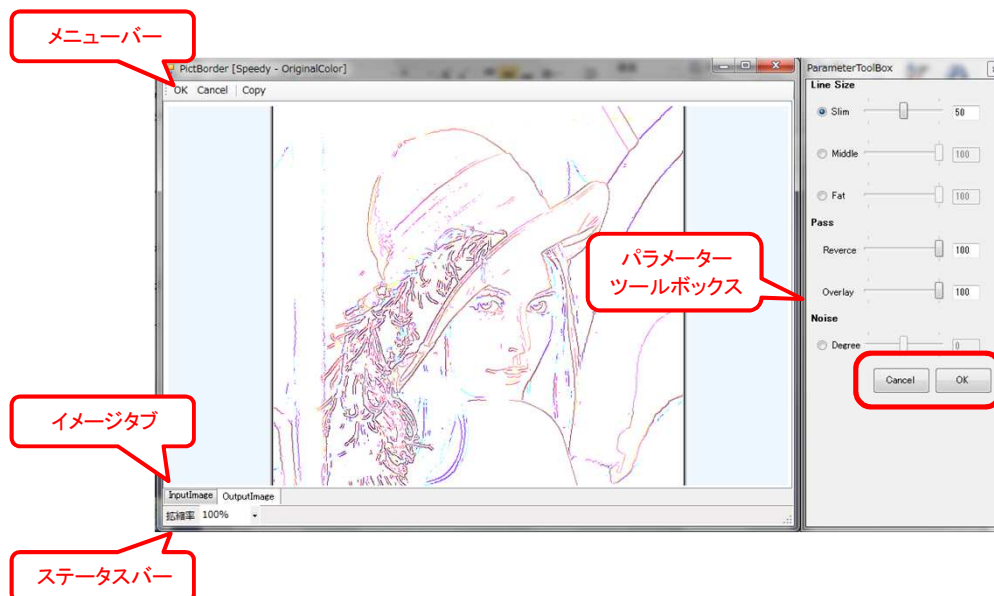 メニューバー
PictBorder [Speedy - OriginalColor]
OK Cancel Copy
ParameterToolBox
Line Size
Slim 50
Middle 100
Fat 100
Pass
Reverce 100
Overlay 100
Noise
Degree 0
Cancel OK
パラメーター
ツールボックス
イメージタブ
InputImage OutputImage
拡縮率 100%
ステータスバー